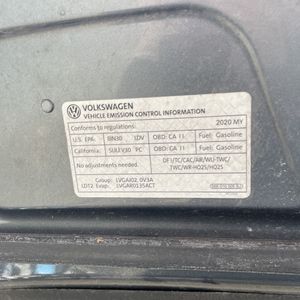 VOLKSWAGEN
VEHICLE EMISSION CONTROL INFORMATION
Conforms to regulations: 2020 MY
U.S. EPA: BIN30 LDV OBD: CA II Fuel: Gasoline
California: SULEV30 PC OBD: CA II Fuel: Gasoline
No adjustments needed. DFI/TC/CAC/AIR/WU-TWC/
TWC/WR-HO2S/HO2S
Group: LVGAJ02.0V3A
LDT2 Evap: LVGAR0135ACT